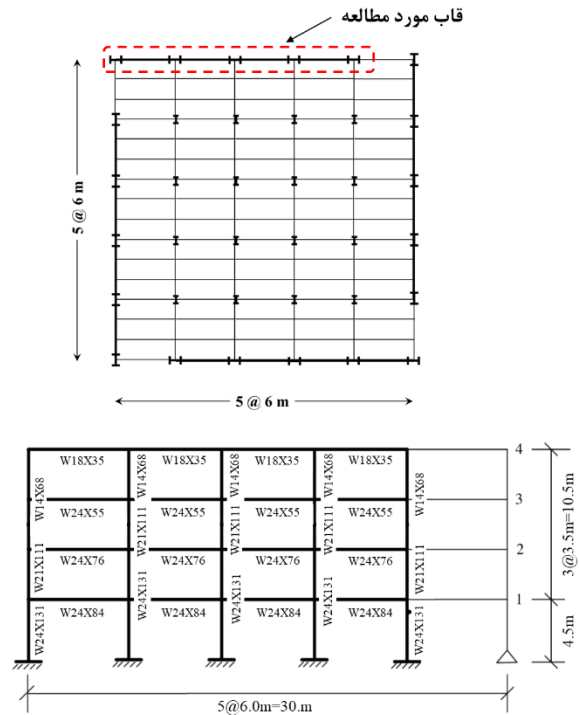 قاب مورد مطالعه
5 @ 6 m
5 @ 6 m
W18X35 W18X35 W18X35 W18X35 4
W14X68 W14X68 W14X68 W14X68 W14X68
W24X55 W24X55 W24X55 W24X55 3
W21X111 W21X111 W21X111 W21X111 W21X111
W24X76 W24X76 W24X76 W24X76 2
W24X84 W24X84 W24X84 W24X84 1
W24X131 W24X131 W24X131 W24X131 W24X131
3@3.5m=10.5m
4.5m
5@6.0m=30.m